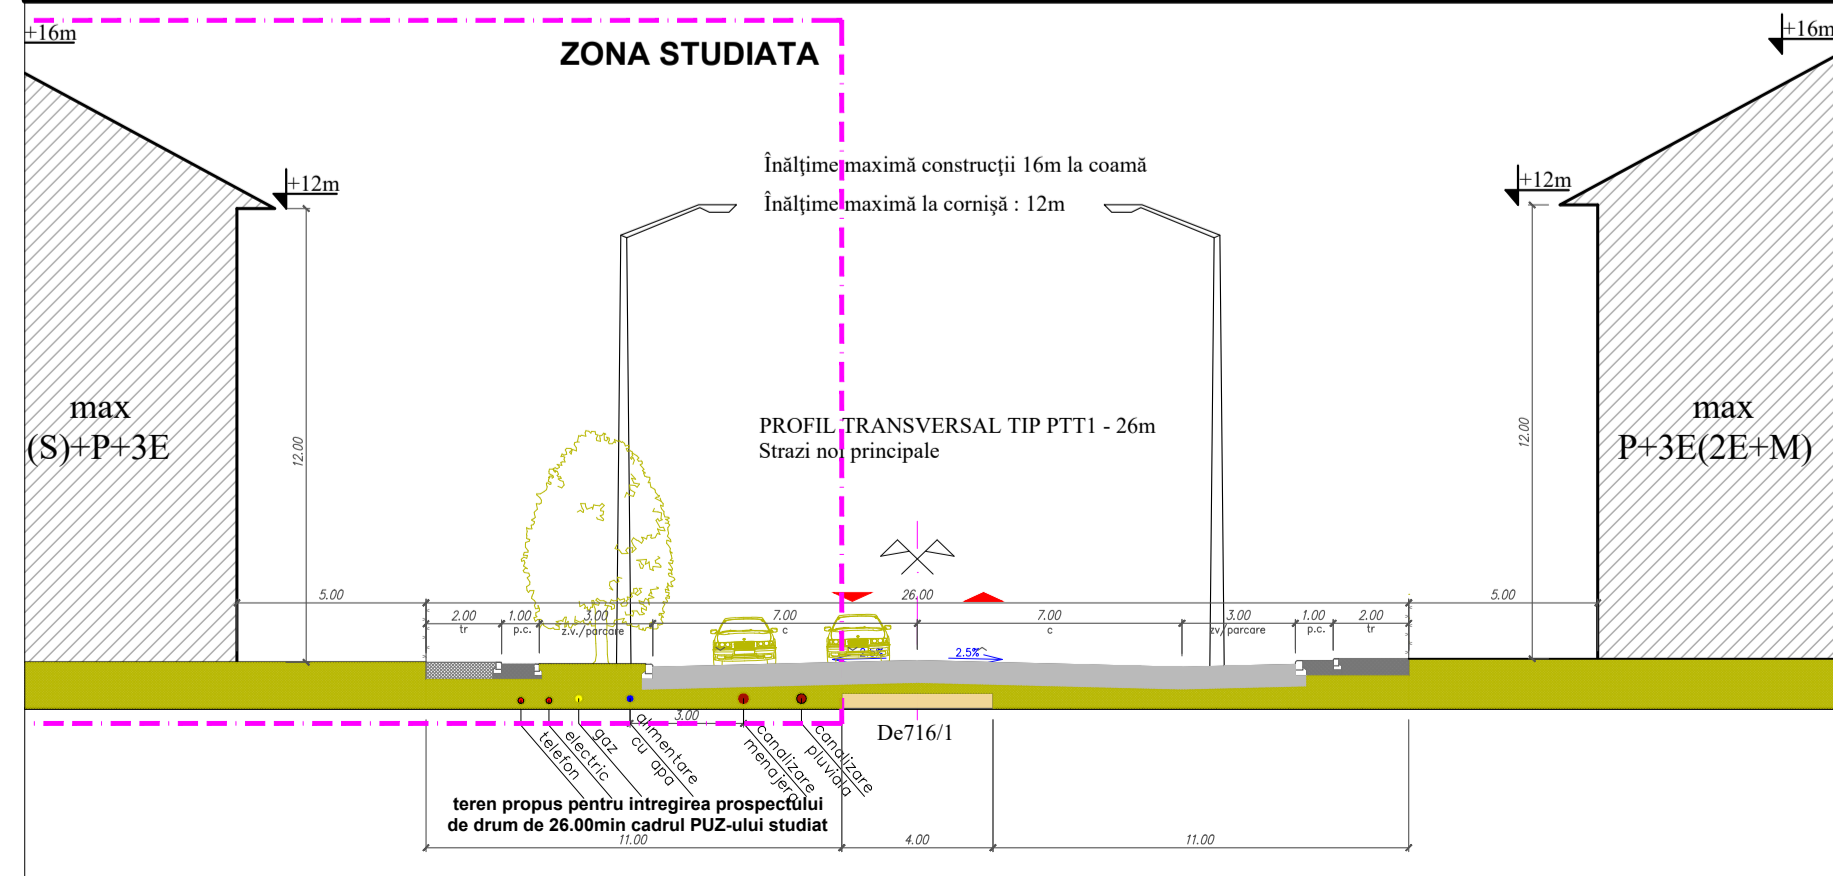 +16m
+16m
ZONA STUDIATA
Înălţime maximă construcţii 16m la coamă
+12m
+12m
Înălţime maximă la cornişă : 12m
max
(S)+P+3E
max
P+3E(2E+M)
12.00
12.00
PROFIL TRANSVERSAL TIP PTT1 - 26m
Strazi noi principale
5.00
26.00
5.00
2.00
1.00
3.00
7.00
7.00
3.00
1.00
2.00
tr
p.c.
z.v./parcare
c
c
zv/parcare
p.c.
tr
2.5%
2.5%
3.00
De716/1
telefon
electric
gaz
alimentare
cu apa
canalizare
menajera
canalizare
pluviala
teren propus pentru intregirea prospectului
de drum de 26.00min cadrul PUZ-ului studiat
11.00
4.00
11.00